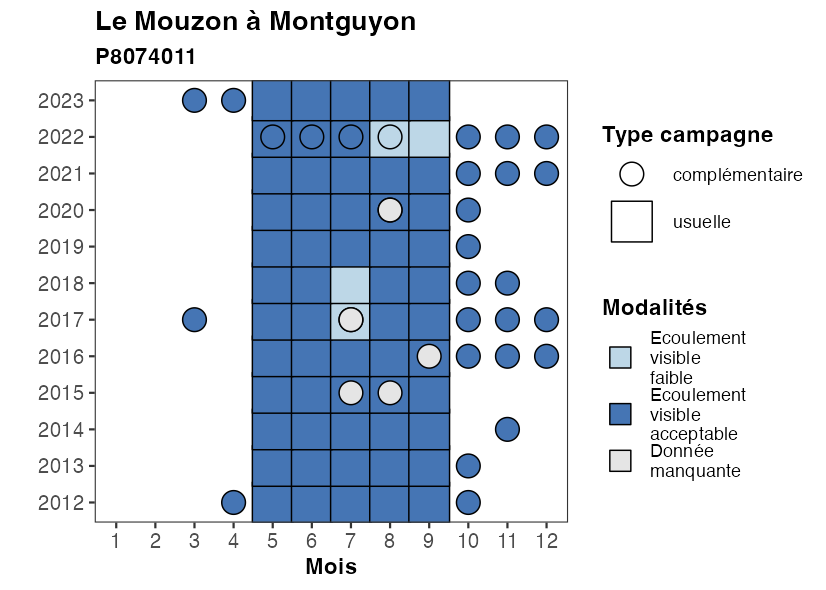 Le Mouzon à Montguyon
P8074011
2023
2022
2021
2020
2019
2018
2017
2016
2015
2014
2013
2012
1 2 3 4 5 6 7 8 9 10 11 12
Mois
Type campagne
complémentaire
usuelle
Modalités
Ecoulement
visible
faible
Ecoulement
visible
acceptable
Donnée
manquante